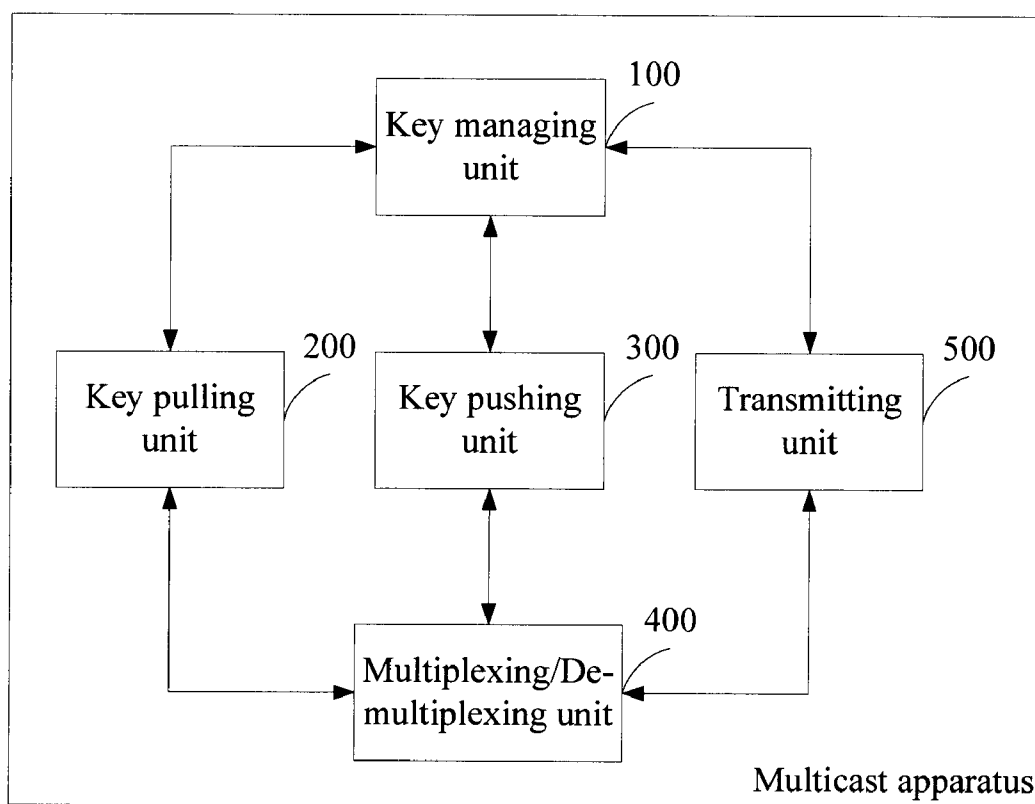 100
Key managing
unit
200
Key pulling
unit
300
Key pushing
unit
500
Transmitting
unit
400
Multiplexing/De-
multiplexing unit
Multicast apparatus